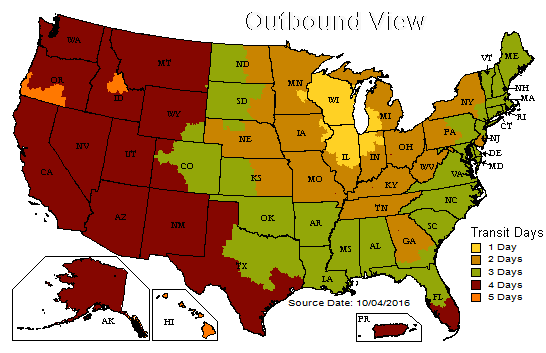 Outbound View
WA
OR
ID
MT
WY
CA
NV
UT
CO
AZ
NM
ND
SD
NE
KS
OK
TX
MN
IA
MO
AR
LA
WI
IL
MI
IN
OH
KY
TN
WV
MS
AL
GA
FL
SC
NC
VA
PA
NY
VT
ME
NH
MA
RI
CT
NJ
DE
MD
AK
HI
PR
Transit Days
1 Day
2 Days
3 Days
4 Days
5 Days
Source Date: 10/04/2016